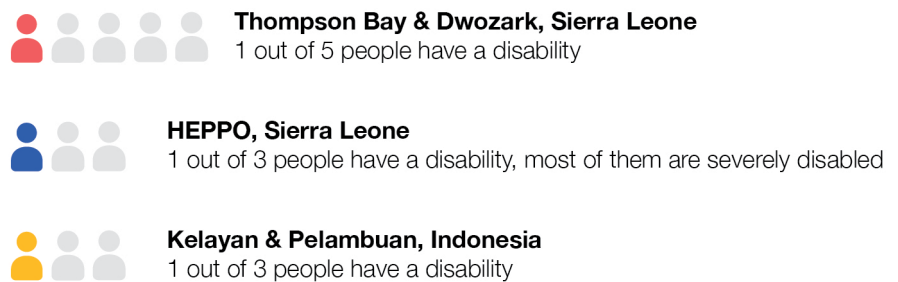 Thompson Bay & Dwozark, Sierra Leone
1 out of 5 people have a disability
HEPPO, Sierra Leone
1 out of 3 people have a disability, most of them are severely disabled
Kelayan & Pelambuan, Indonesia
1 out of 3 people have a disability